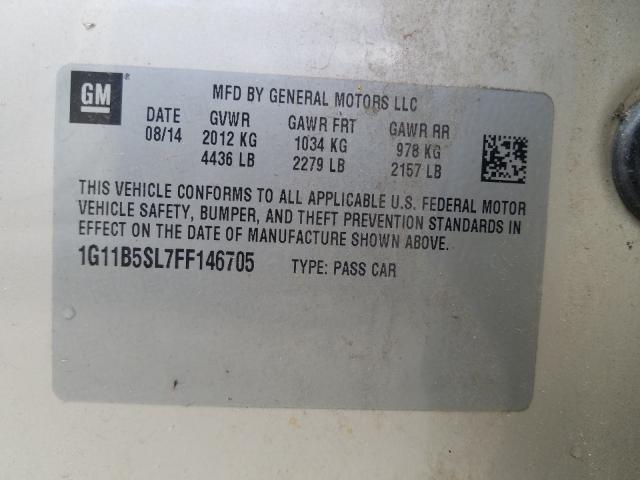 GM ®
MFD BY GENERAL MOTORS LLC
DATE GVWR GAWR FRT GAWR RR
08/14 2012 KG 1034 KG 978 KG
4436 LB 2279 LB 2157 LB
THIS VEHICLE CONFORMS TO ALL APPLICABLE U.S. FEDERAL MOTOR
VEHICLE SAFETY, BUMPER, AND THEFT PREVENTION STANDARDS IN
EFFECT ON THE DATE OF MANUFACTURE SHOWN ABOVE.
1G11B5SL7FF146705 TYPE: PASS CAR